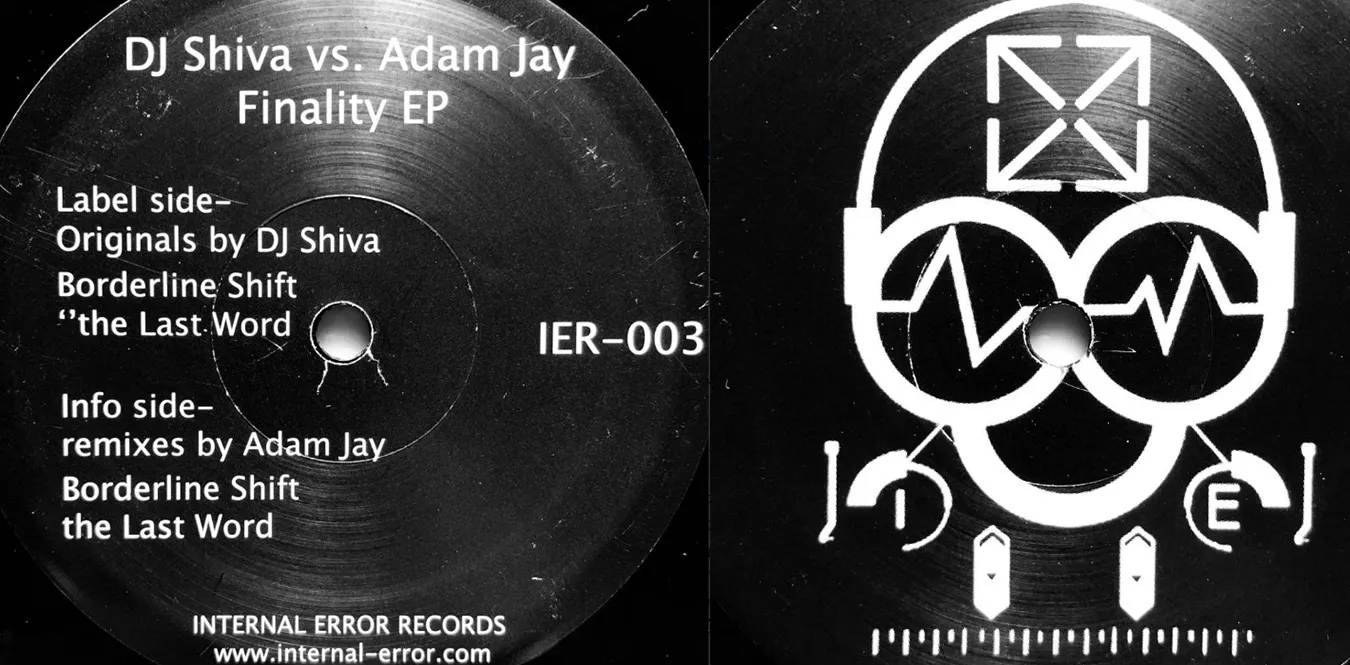 DJ Shiva vs. Adam Jay
Finality EP
Label side-
Originals by DJ Shiva
Borderline Shift
‘’the Last Word
IER-003
Info side-
remixes by Adam Jay
Borderline Shift
the Last Word
INTERNAL ERROR RECORDS
www.internal-error.com
I E